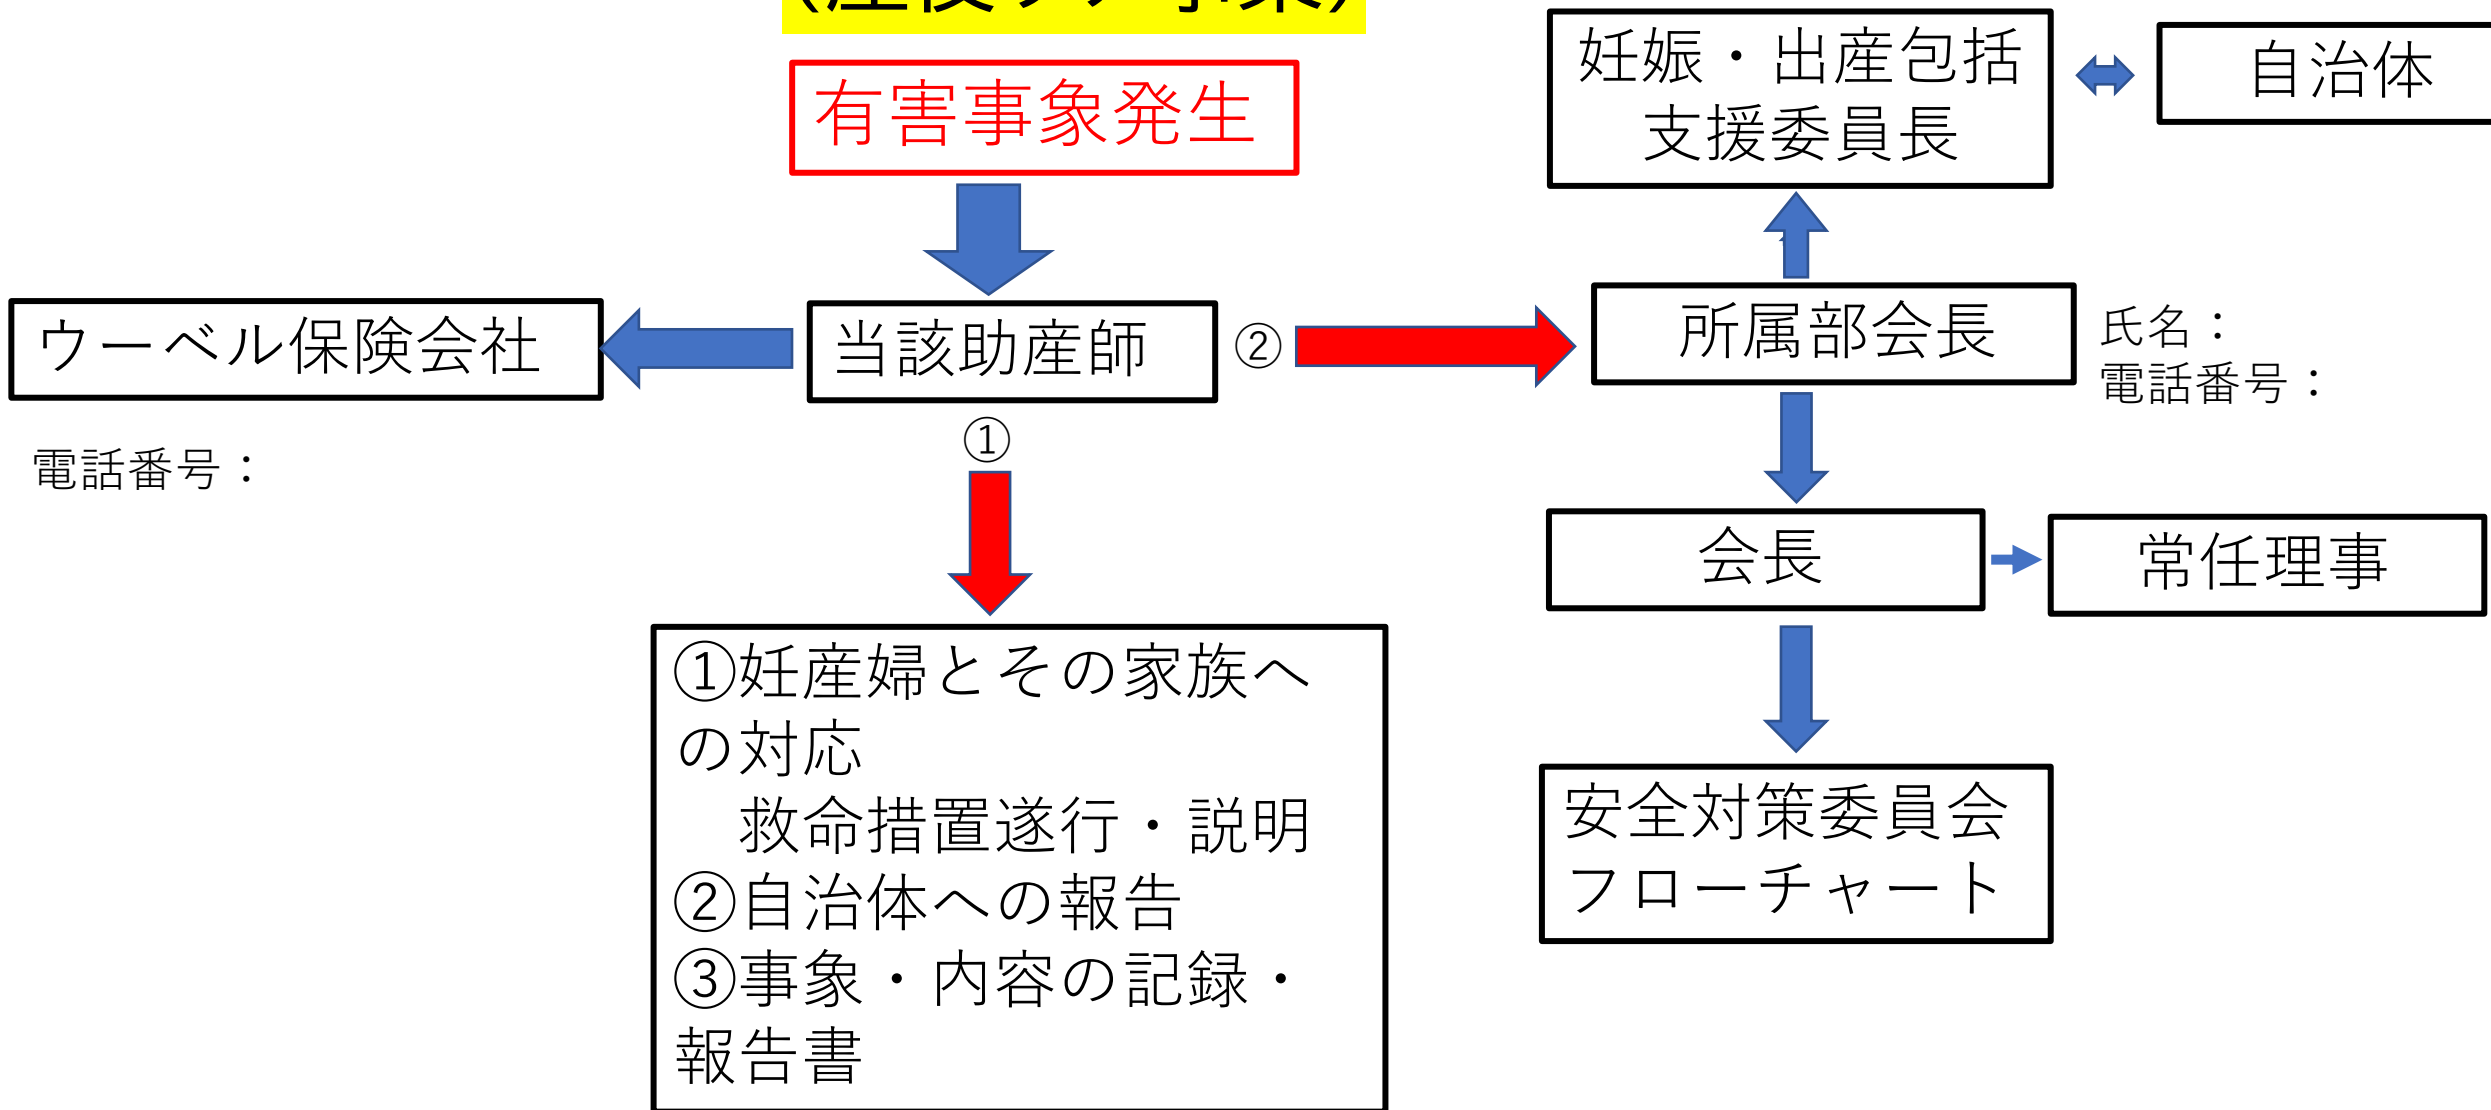 有害事象発生
妊娠・出産包括
支援委員長
自治体
ウーベル保険会社
当該助産師
②
所属部会長
氏名：
電話番号：
電話番号：
①
会長
常任理事
①妊産婦とその家族へ
の対応
救命措置遂行・説明
②自治体への報告
③事象・内容の記録・
報告書
安全対策委員会
フローチャート